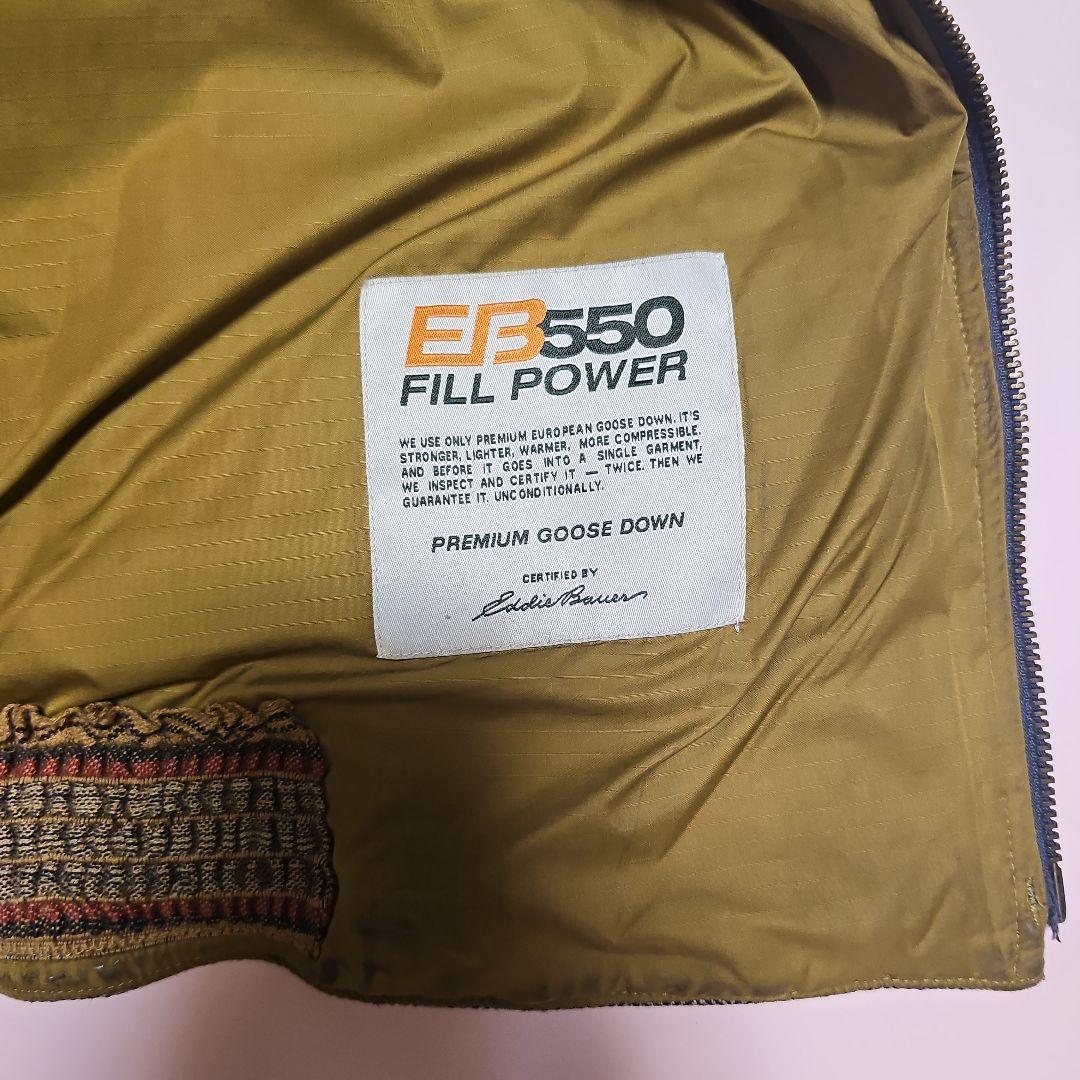 EB550
FILL POWER
WE USE ONLY PREMIUM EUROPEAN GOOSE DOWN. IT'S
STRONGER, LIGHTER, WARMER, MORE COMPRESSIBLE.
AND BEFORE IT GOES INTO A SINGLE GARMENT,
WE INSPECT AND CERTIFY IT — TWICE. THEN WE
GUARANTEE IT. UNCONDITIONALLY.
PREMIUM GOOSE DOWN
CERTIFIED BY
Eddie Bauer